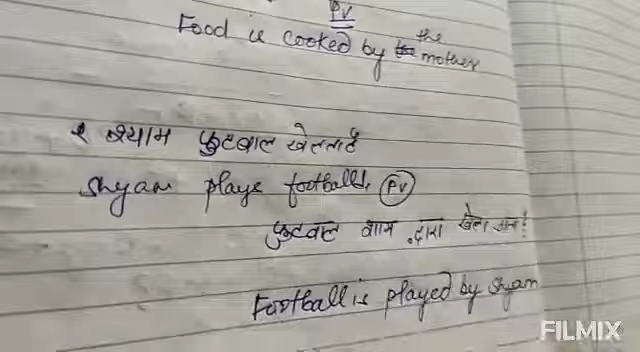 PV
Food is cooked by the mother
२ श्याम फुटबाल खेलता है
Shyam plays football. PV
फुटबाल शाम द्वारा खेला जाता है
Football is played by Shyam
FILMIX